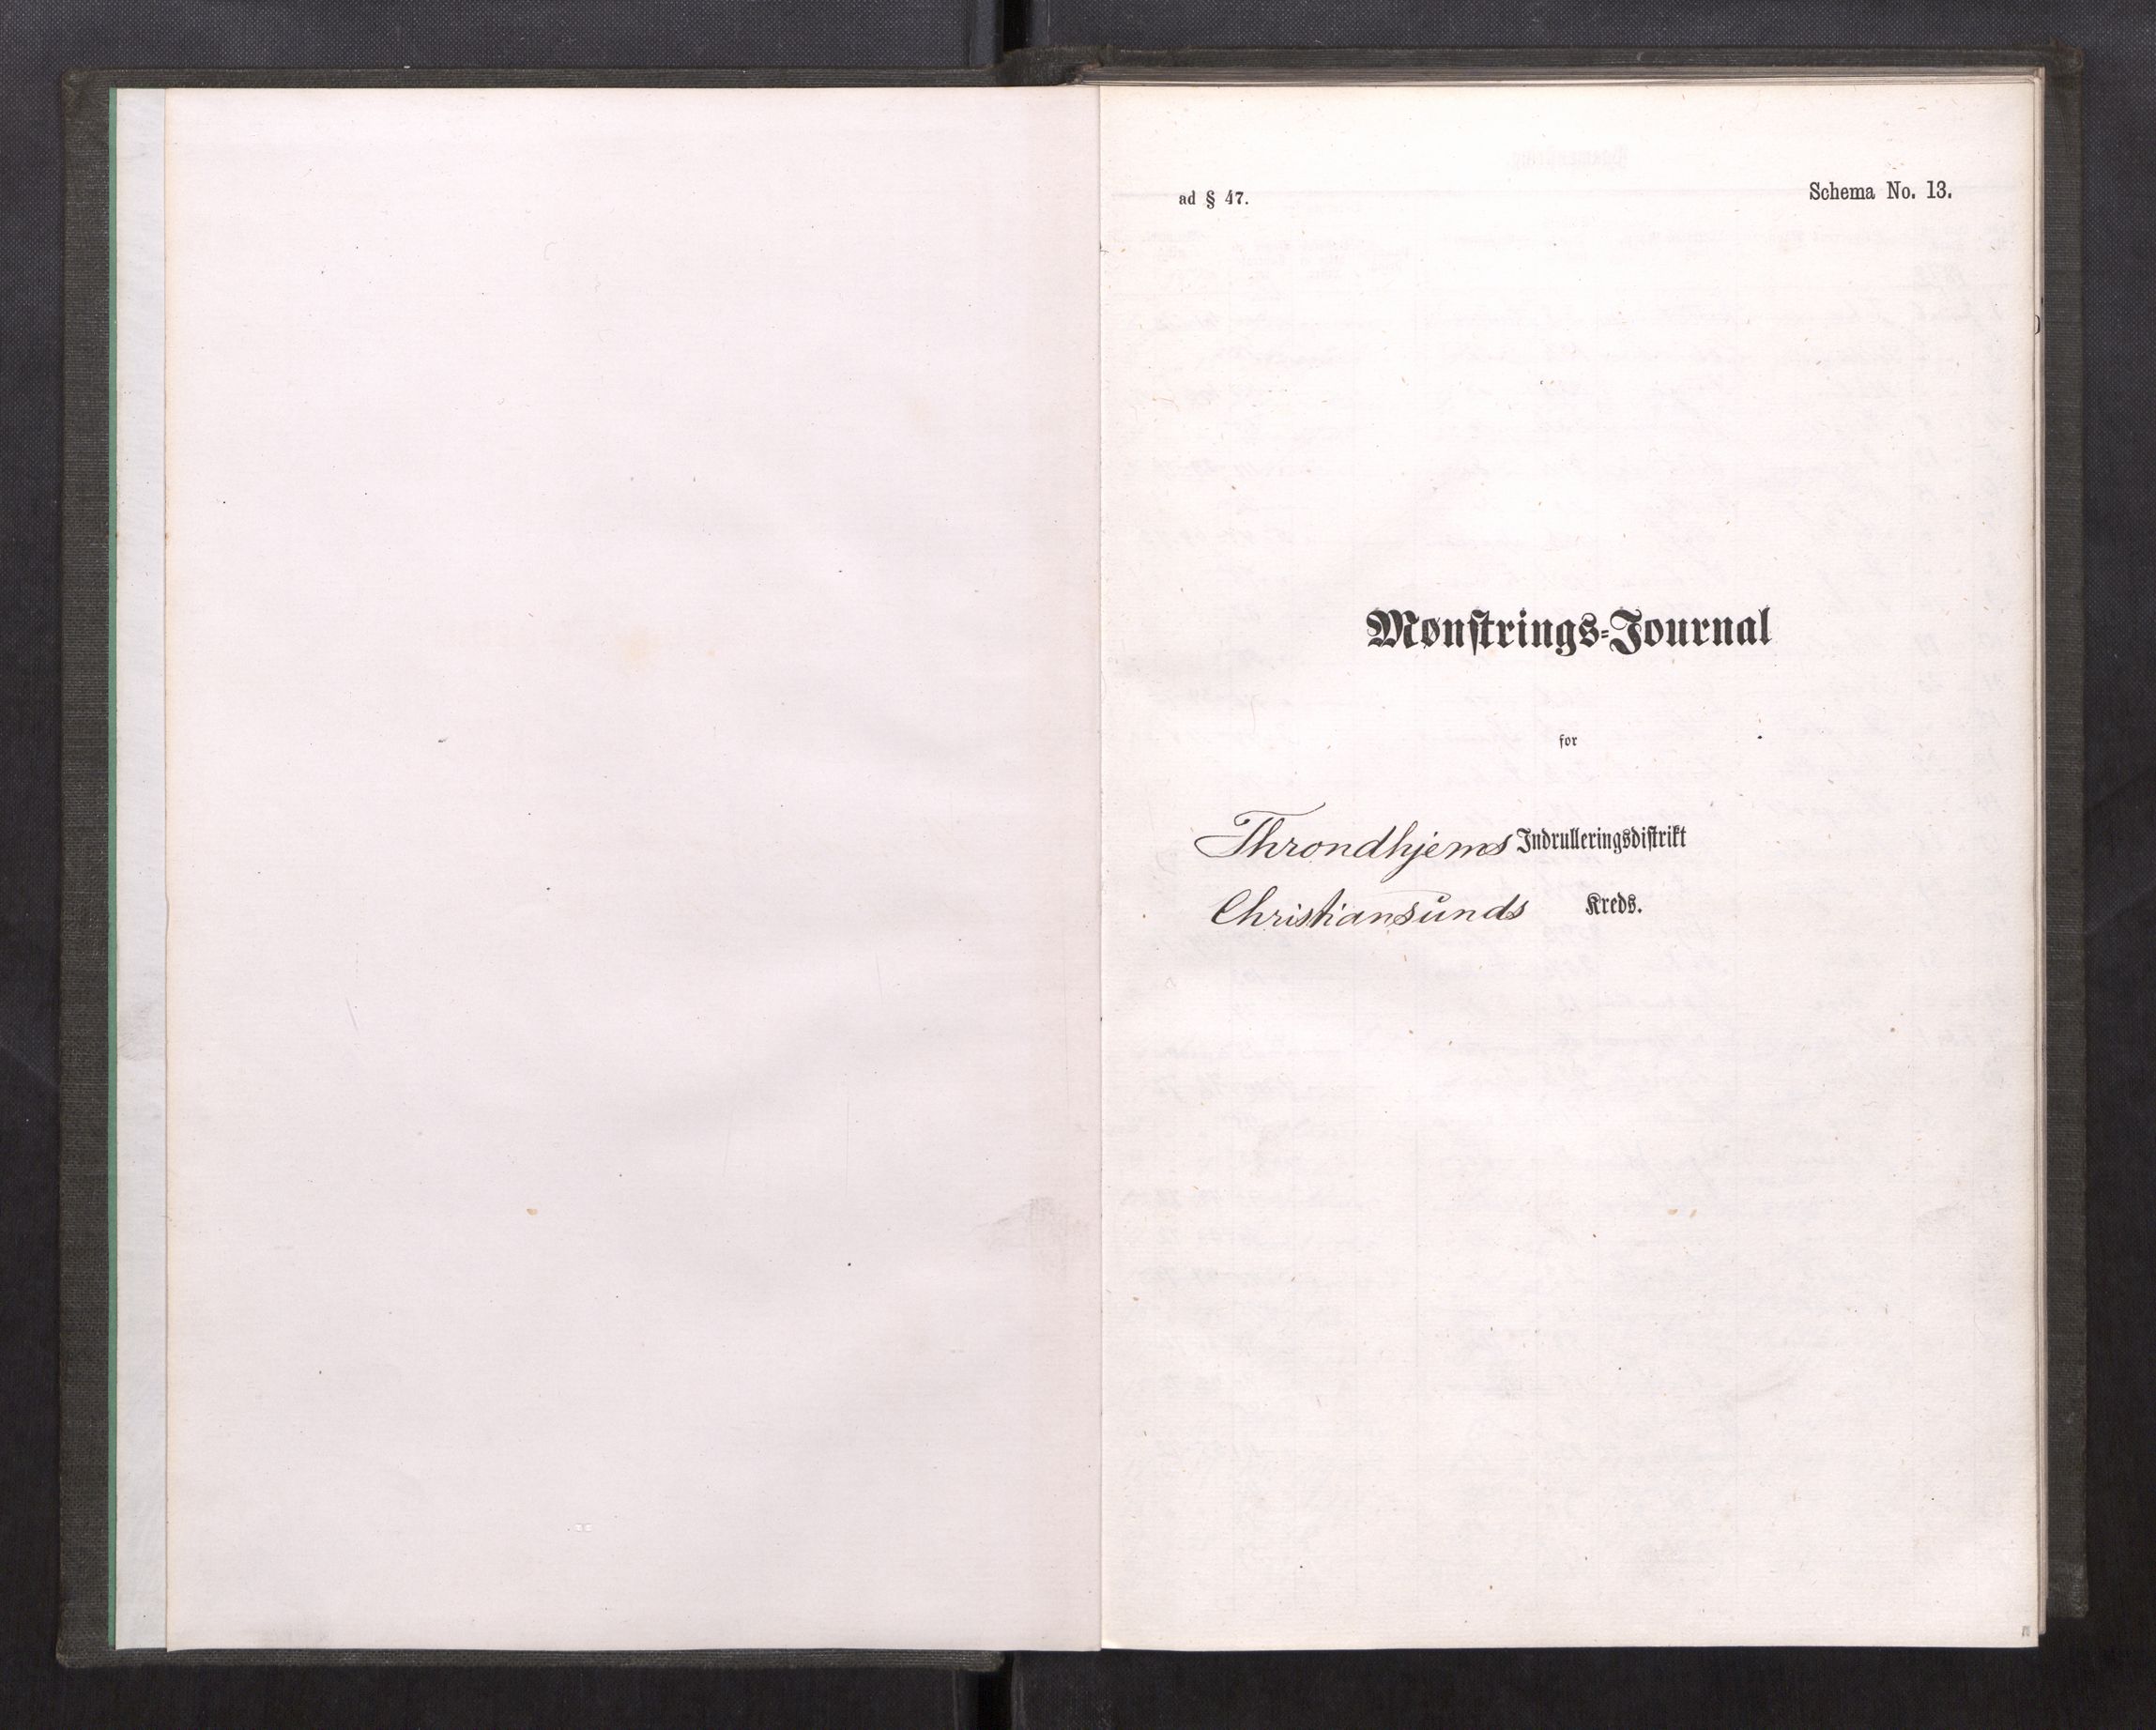 ad § 47.
Schema No. 13.
Mønstrings-Journal
for
Throndhjems Indrulleringsdistrikt
Christiansunds Kreds.